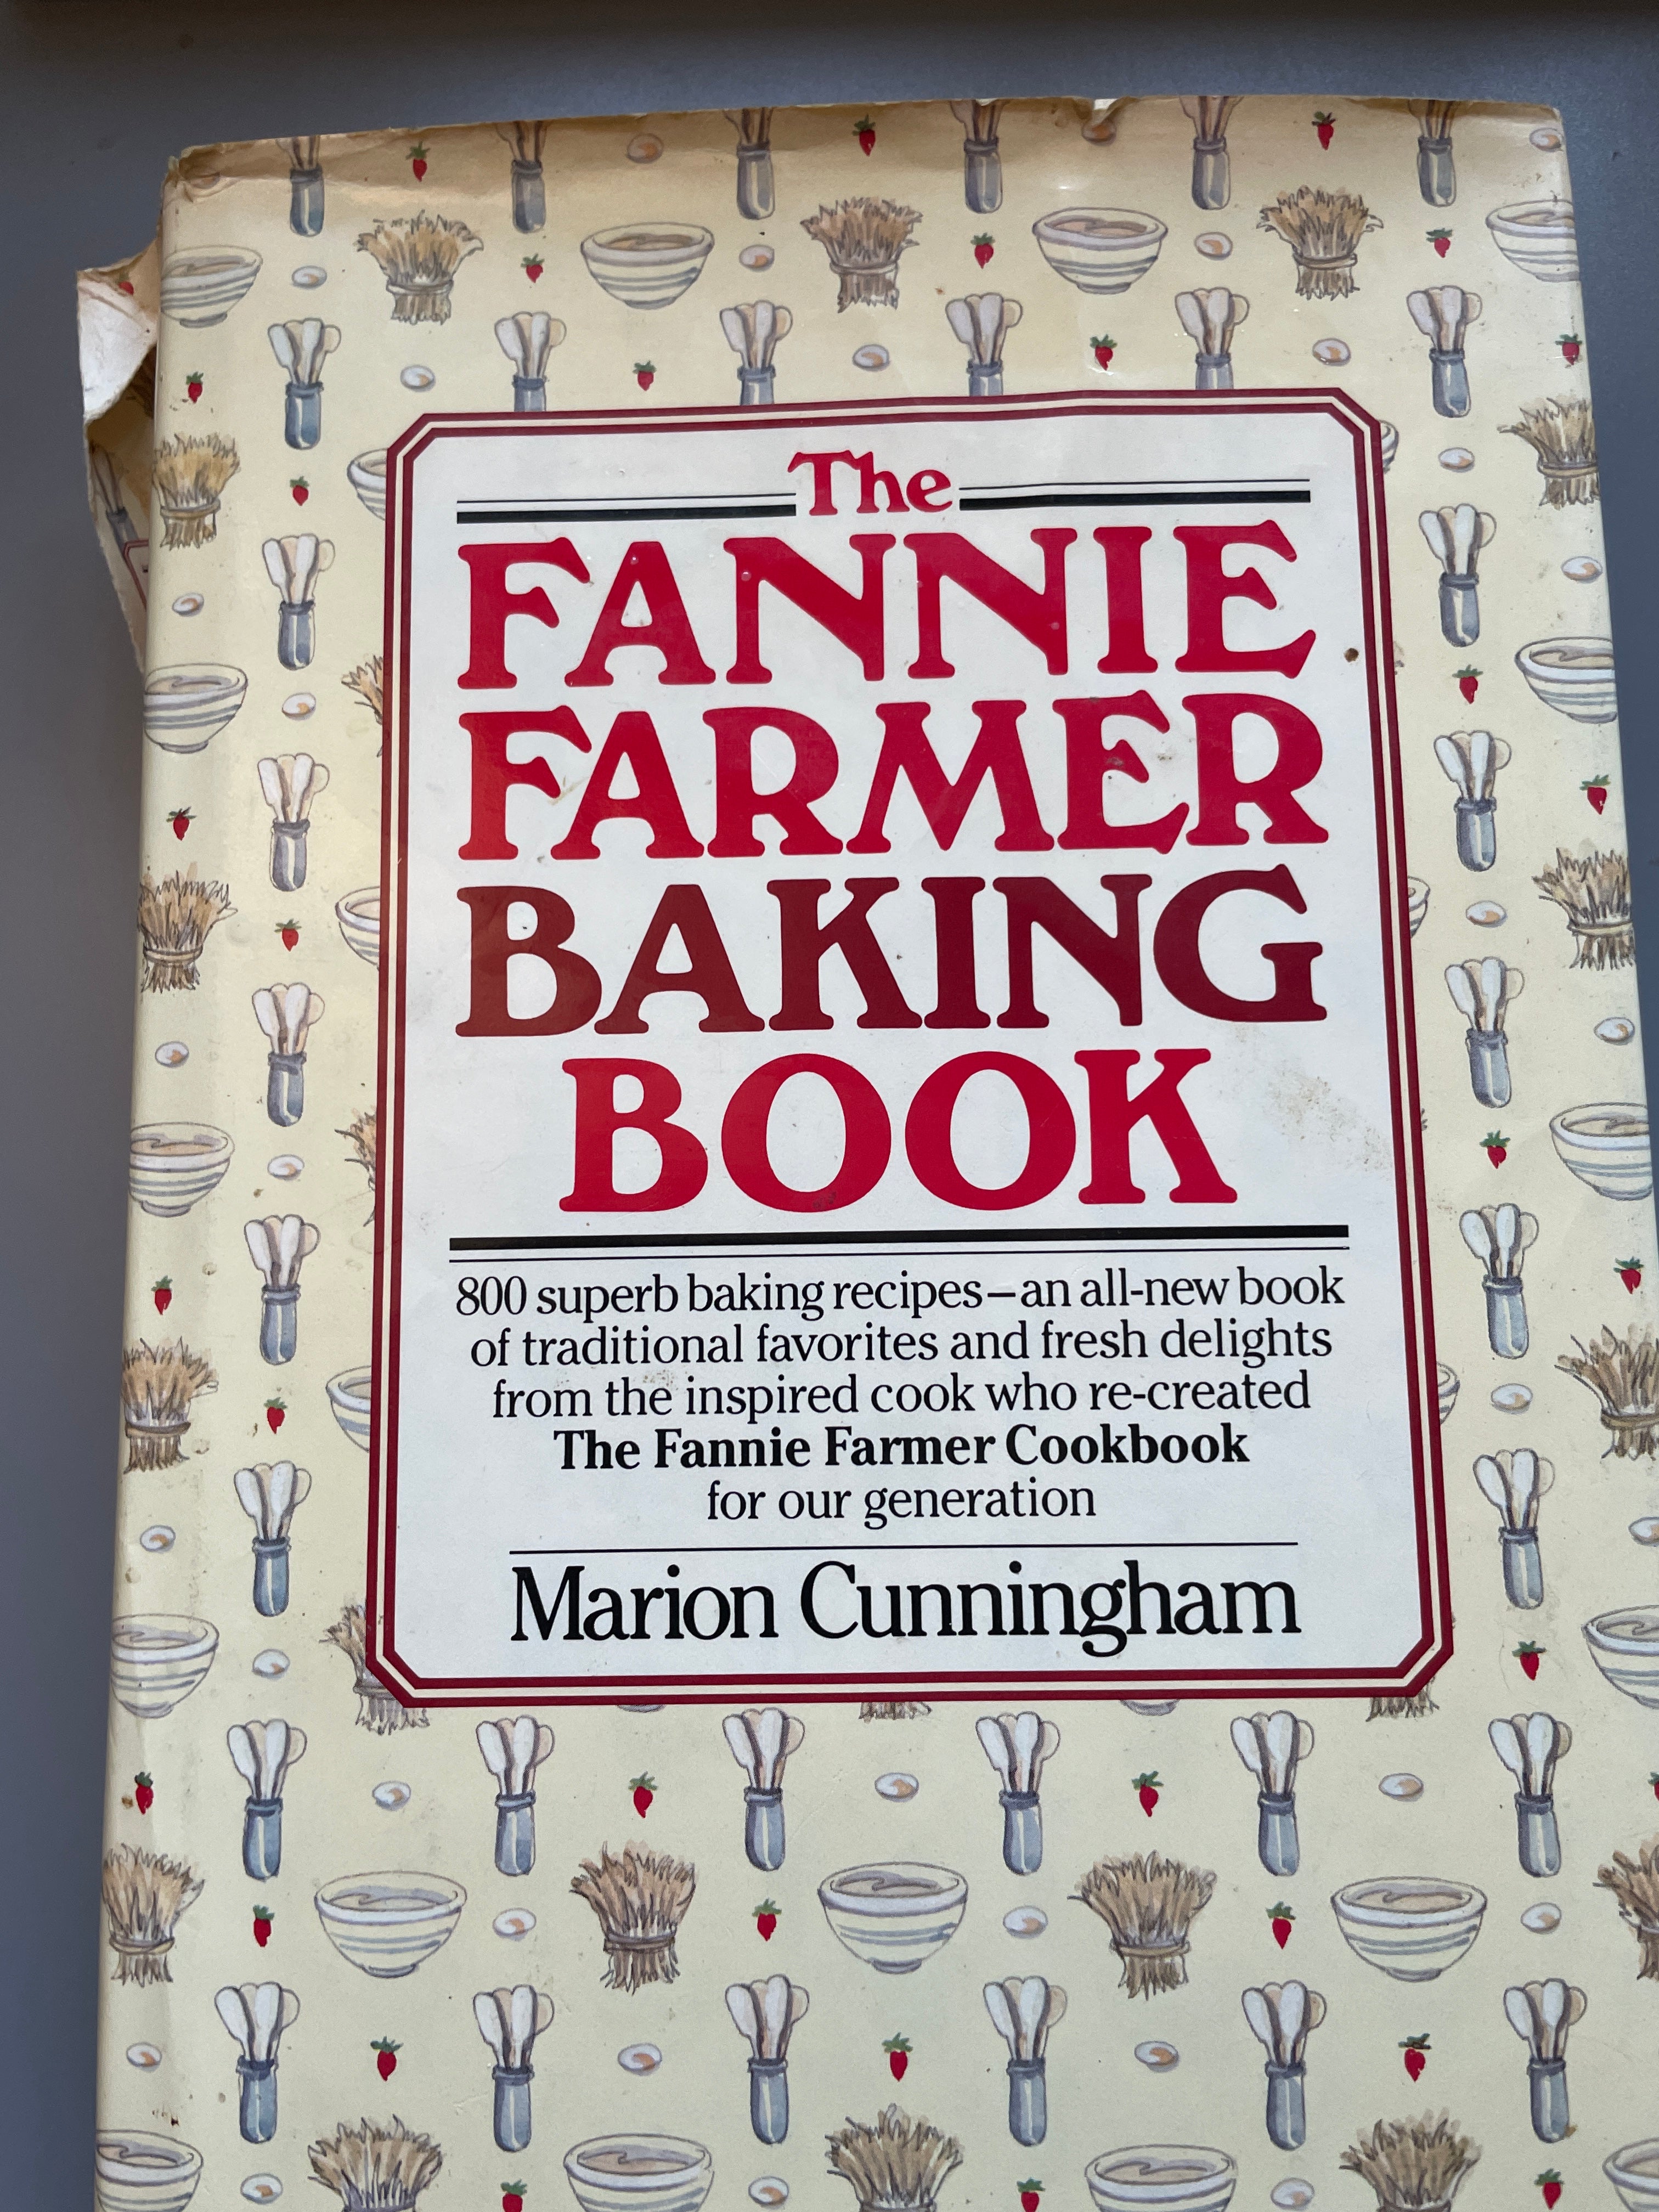 The
FANNIE
FARMER
BAKING
BOOK
800 superb baking recipes—an all-new book
of traditional favorites and fresh delights
from the inspired cook who re-created
The Fannie Farmer Cookbook
for our generation
Marion Cunningham